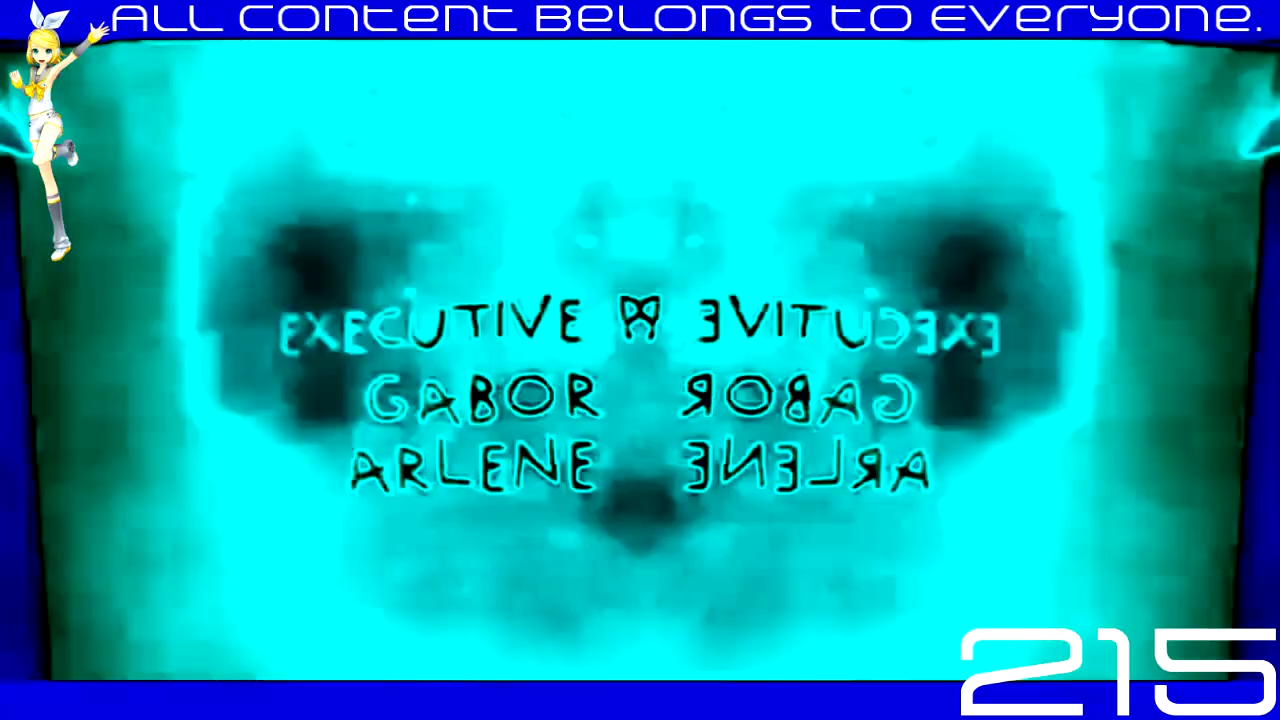 ALL CONTENT BELONGS TO EVERYONE.
EXECUTIVE EVITUCEXE
GABOR ROBAG
ARLENE ENELRA
215